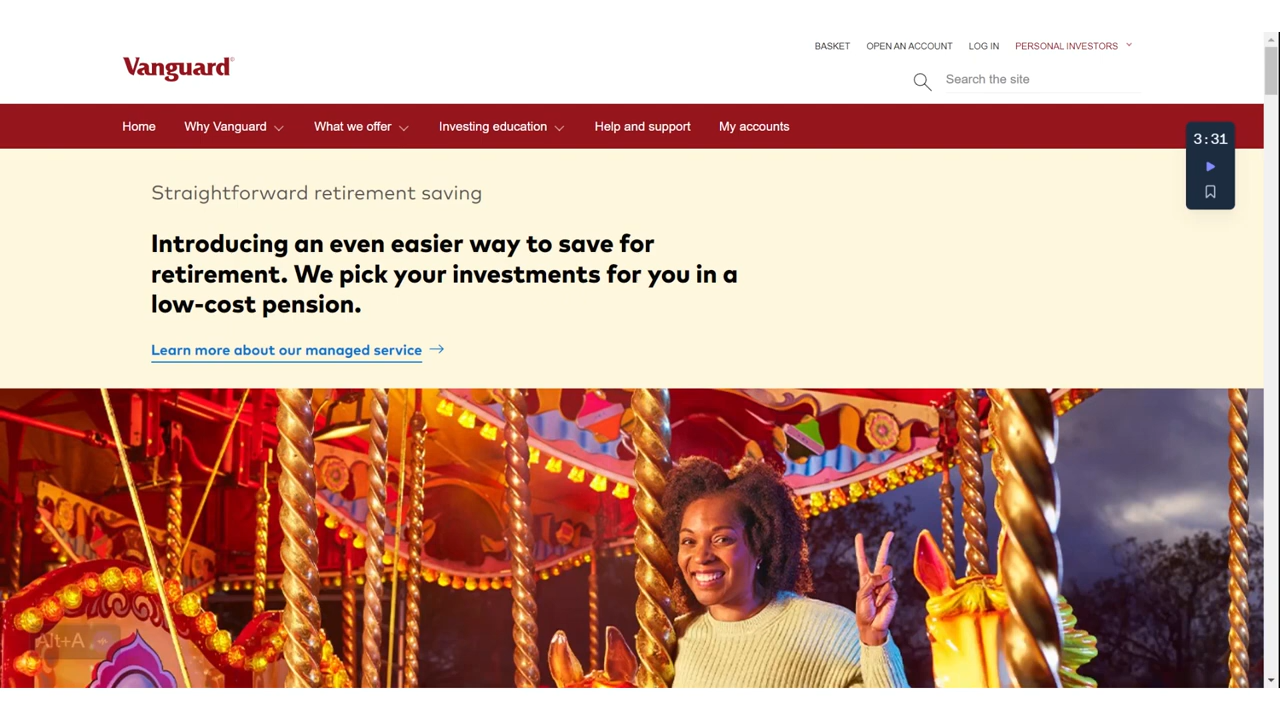 BASKET OPEN AN ACCOUNT LOG IN PERSONAL INVESTORS
Vanguard®
Search the site
Home Why Vanguard What we offer Investing education Help and support My accounts
3:31
Straightforward retirement saving
Introducing an even easier way to save for
retirement. We pick your investments for you in a
low-cost pension.
Learn more about our managed service →
Alt+A